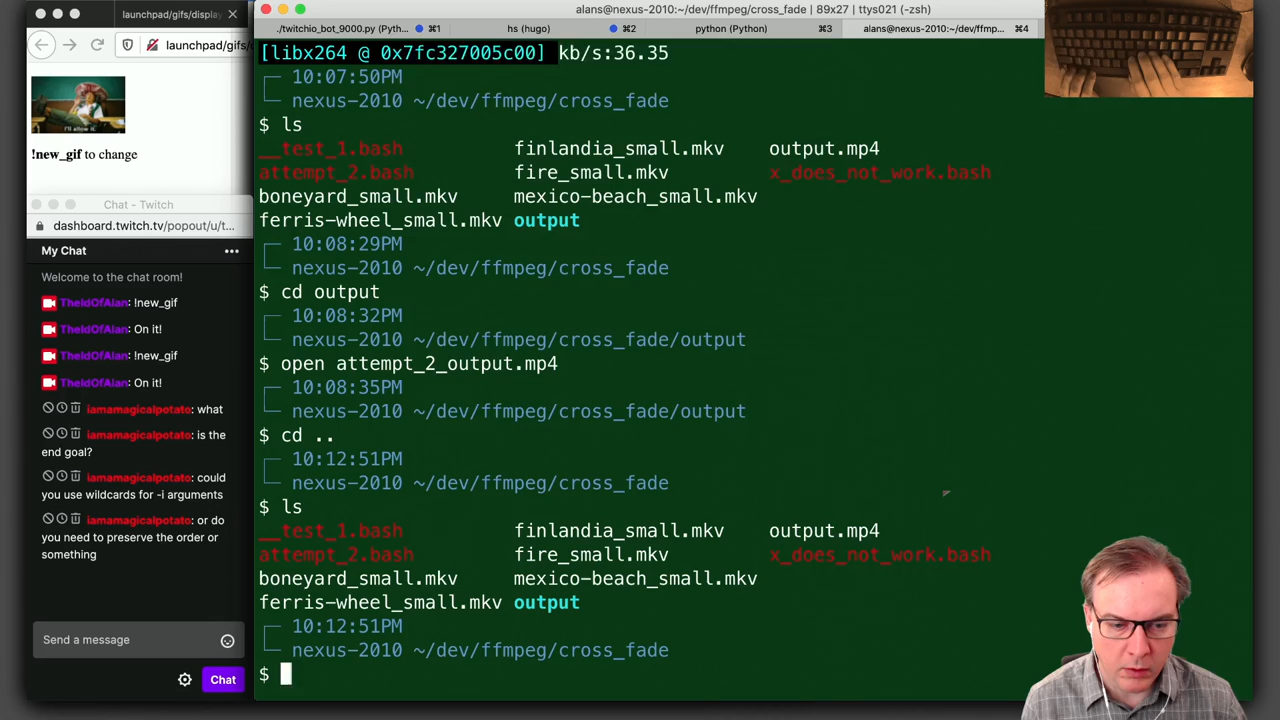 launchpad/gifs/display
launchpad/gifs/
I'll allow it.
!new_gif to change
Chat - Twitch
dashboard.twitch.tv/popout/u/t...
My Chat
Welcome to the chat room!
TheIdOfAlan: !new_gif
TheIdOfAlan: On it!
TheIdOfAlan: !new_gif
TheIdOfAlan: On it!
iamamagicalpotato: what
iamamagicalpotato: is the
end goal?
iamamagicalpotato: could
you use wildcards for -i arguments
iamamagicalpotato: or do
you need to preserve the order or
something
Send a message
Chat
alans@nexus-2010:~/dev/ffmpeg/cross_fade | 89x27 | ttys021 (-zsh)
./twitchio_bot_9000.py (Pyth... ⌘1
hs (hugo) ⌘2
python (Python) ⌘3
alans@nexus-2010:~/dev/ffmp... ⌘4
[libx264 @ 0x7fc327005c00] kb/s:36.35
10:07:50PM
nexus-2010 ~/dev/ffmpeg/cross_fade
$ ls
__test_1.bash finlandia_small.mkv output.mp4
attempt_2.bash fire_small.mkv x_does_not_work.bash
boneyard_small.mkv mexico-beach_small.mkv
ferris-wheel_small.mkv output
10:08:29PM
nexus-2010 ~/dev/ffmpeg/cross_fade
$ cd output
10:08:32PM
nexus-2010 ~/dev/ffmpeg/cross_fade/output
$ open attempt_2_output.mp4
10:08:35PM
nexus-2010 ~/dev/ffmpeg/cross_fade/output
$ cd ..
10:12:51PM
nexus-2010 ~/dev/ffmpeg/cross_fade
$ ls
__test_1.bash finlandia_small.mkv output.mp4
attempt_2.bash fire_small.mkv x_does_not_work.bash
boneyard_small.mkv mexico-beach_small.mkv
ferris-wheel_small.mkv output
10:12:51PM
nexus-2010 ~/dev/ffmpeg/cross_fade
$